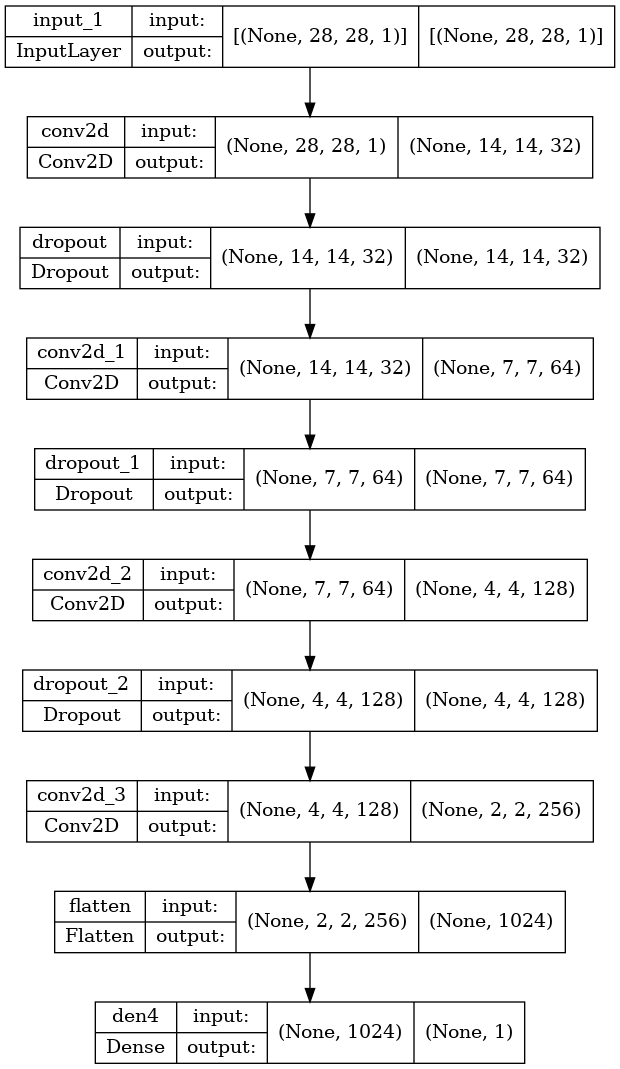 input_1 input: [(None, 28, 28, 1)] [(None, 28, 28, 1)]
InputLayer output:
conv2d input: (None, 28, 28, 1) (None, 14, 14, 32)
Conv2D output:
dropout input: (None, 14, 14, 32) (None, 14, 14, 32)
Dropout output:
conv2d_1 input: (None, 14, 14, 32) (None, 7, 7, 64)
Conv2D output:
dropout_1 input: (None, 7, 7, 64) (None, 7, 7, 64)
Dropout output:
conv2d_2 input: (None, 7, 7, 64) (None, 4, 4, 128)
Conv2D output:
dropout_2 input: (None, 4, 4, 128) (None, 4, 4, 128)
Dropout output:
conv2d_3 input: (None, 4, 4, 128) (None, 2, 2, 256)
Conv2D output:
flatten input: (None, 2, 2, 256) (None, 1024)
Flatten output:
den4 input: (None, 1024) (None, 1)
Dense output: